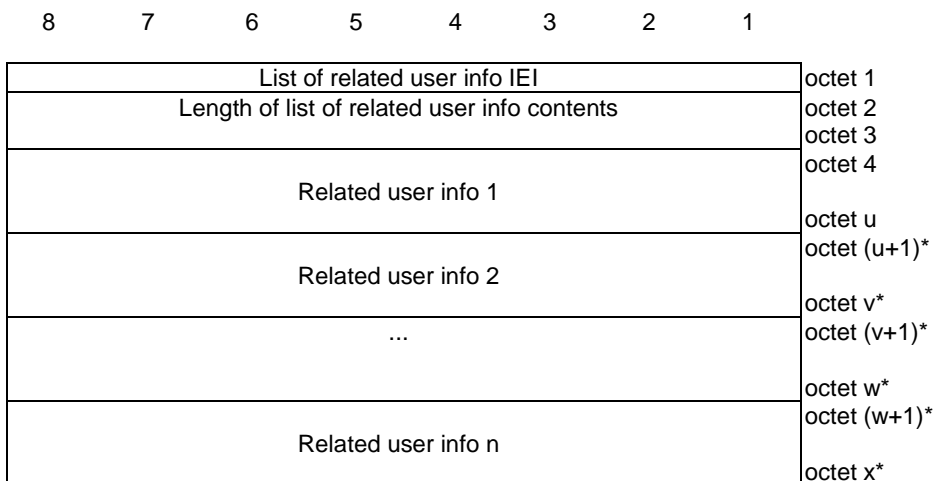 8 7 6 5 4 3 2 1
List of related user info IEI octet 1
Length of list of related user info contents octet 2
octet 3
octet 4
Related user info 1
octet u
octet (u+1)*
Related user info 2
octet v*
... octet (v+1)*
octet w*
octet (w+1)*
Related user info n
octet x*